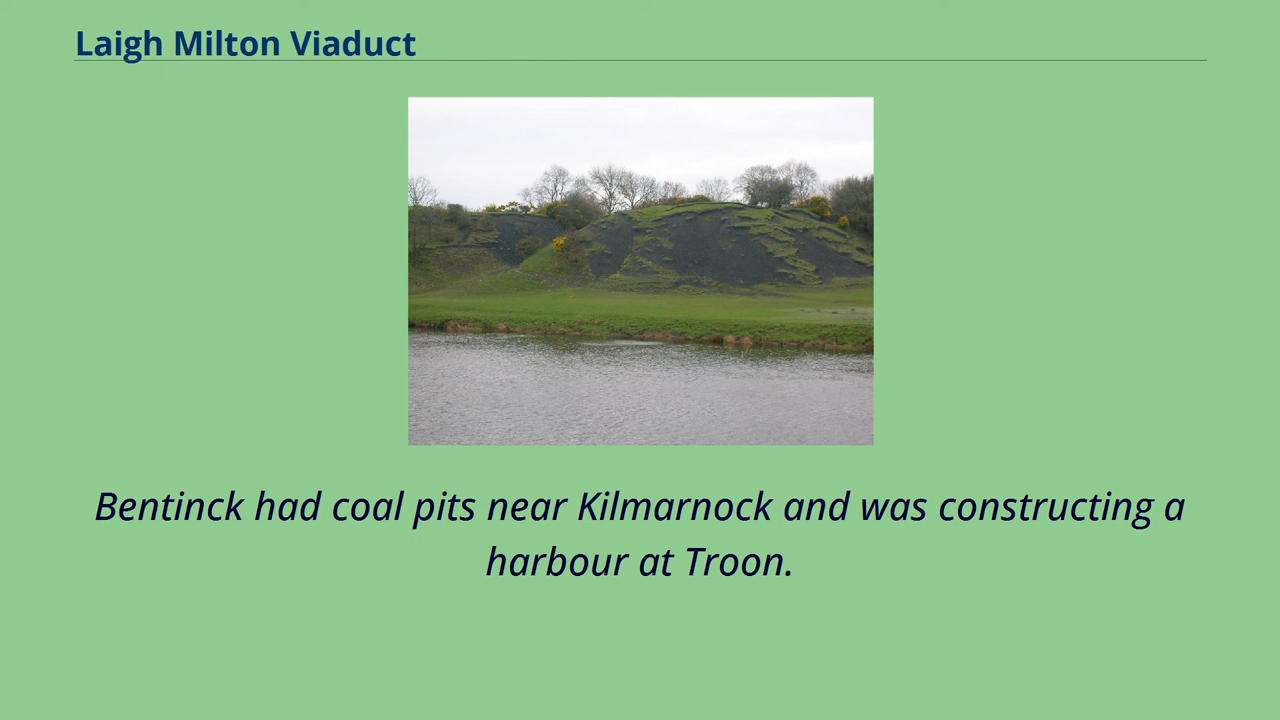 Laigh Milton Viaduct
Bentinck had coal pits near Kilmarnock and was constructing a
harbour at Troon.